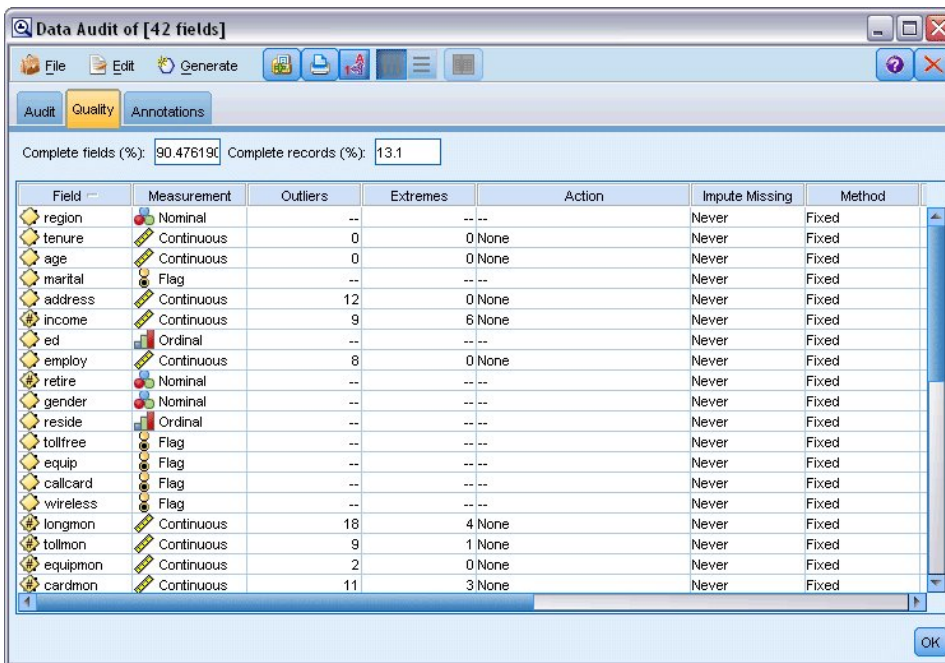 Data Audit of [42 fields]
File Edit Generate
Audit Quality Annotations
Complete fields (%): 90.476190 Complete records (%): 13.1
Field Measurement Outliers Extremes Action Impute Missing Method
region Nominal -- -- -- Never Fixed
tenure Continuous 0 0 None Never Fixed
age Continuous 0 0 None Never Fixed
marital Flag -- -- -- Never Fixed
address Continuous 12 0 None Never Fixed
income Continuous 9 6 None Never Fixed
ed Ordinal -- -- -- Never Fixed
employ Continuous 8 0 None Never Fixed
retire Nominal -- -- -- Never Fixed
gender Nominal -- -- -- Never Fixed
reside Ordinal -- -- -- Never Fixed
tollfree Flag -- -- -- Never Fixed
equip Flag -- -- -- Never Fixed
callcard Flag -- -- -- Never Fixed
wireless Flag -- -- -- Never Fixed
longmon Continuous 18 4 None Never Fixed
tollmon Continuous 9 1 None Never Fixed
equipmon Continuous 2 0 None Never Fixed
cardmon Continuous 11 3 None Never Fixed
OK